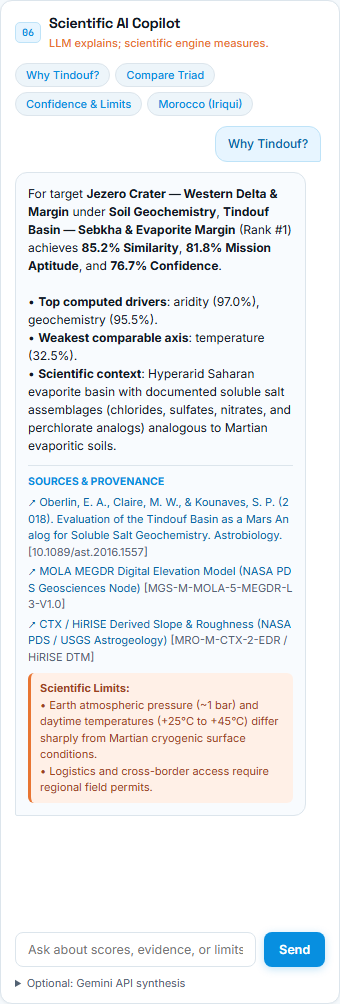 06
Scientific AI Copilot
LLM explains; scientific engine measures.
Why Tindouf?
Compare Triad
Confidence & Limits
Morocco (Iriqui)
Why Tindouf?
For target Jezero Crater — Western Delta &
Margin under Soil Geochemistry, Tindouf
Basin — Sebkha & Evaporite Margin (Rank #1)
achieves 85.2% Similarity, 81.8% Mission
Aptitude, and 76.7% Confidence.
• Top computed drivers: aridity (97.0%),
geochemistry (95.5%).
• Weakest comparable axis: temperature
(32.5%).
• Scientific context: Hyperarid Saharan
evaporite basin with documented soluble salt
assemblages (chlorides, sulfates, nitrates, and
perchlorate analogs) analogous to Martian
evaporitic soils.
SOURCES & PROVENANCE
↗ Oberlin, E. A., Claire, M. W., & Kounaves, S. P. (2
018). Evaluation of the Tindouf Basin as a Mars An
alog for Soluble Salt Geochemistry. Astrobiology.
[10.1089/ast.2016.1557]
↗ MOLA MEGDR Digital Elevation Model (NASA PD
S Geosciences Node) [MGS-M-MOLA-5-MEGDR-L
3-V1.0]
↗ CTX / HiRISE Derived Slope & Roughness (NASA
PDS / USGS Astrogeology) [MRO-M-CTX-2-EDR /
HiRISE DTM]
Scientific Limits:
• Earth atmospheric pressure (~1 bar) and
daytime temperatures (+25°C to +45°C) differ
sharply from Martian cryogenic surface
conditions.
• Logistics and cross-border access require
regional field permits.
Ask about scores, evidence, or limits
Send
▶ Optional: Gemini API synthesis